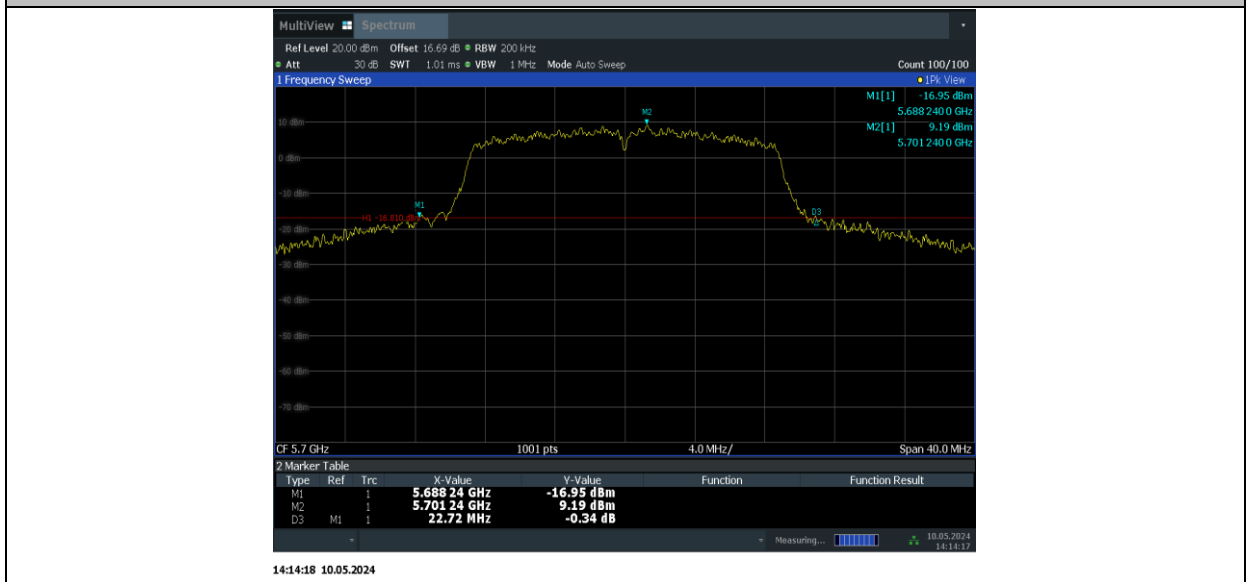 MultiView Spectrum
Ref Level 20.00 dBm Offset 16.69 dB RBW 200 kHz
Att 30 dB SWT 1.01 ms VBW 1 MHz Mode Auto Sweep Count 100/100
1 Frequency Sweep 1Pk View
M1[1] -16.95 dBm
5.688 240 0 GHz
M2[1] 9.19 dBm
5.701 240 0 GHz
M2
10 dBm
0 dBm
-10 dBm
M1
H1 -16.810 dBm
D3
-20 dBm
-30 dBm
-40 dBm
-50 dBm
-60 dBm
-70 dBm
CF 5.7 GHz 1001 pts 4.0 MHz/ Span 40.0 MHz
2 Marker Table
Type Ref Trc X-Value Y-Value Function Function Result
M1 1 5.688 24 GHz -16.95 dBm
M2 1 5.701 24 GHz 9.19 dBm
D3 M1 1 22.72 MHz -0.34 dB
Measuring... 10.05.2024
14:14:17
14:14:18 10.05.2024